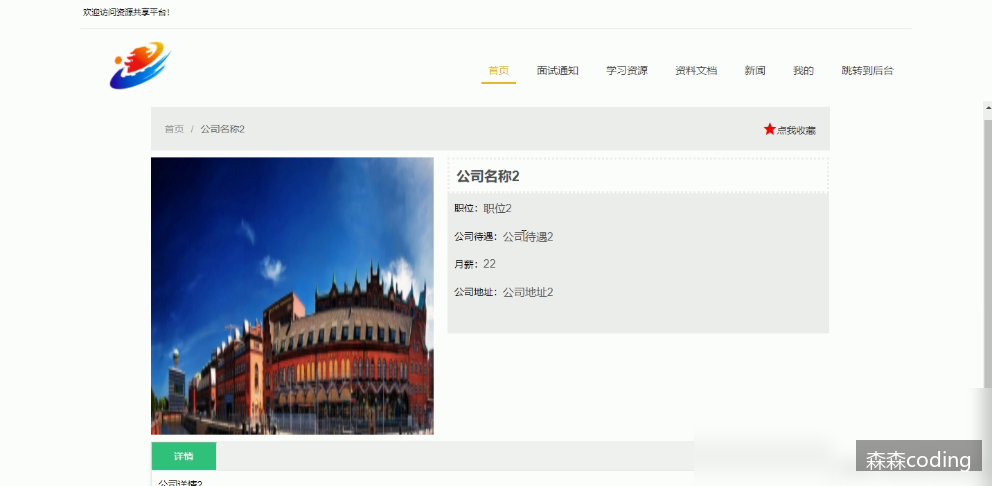 欢迎访问资源共享平台!
首页 面试通知 学习资源 资料文档 新闻 我的 跳转到后台
首页 / 公司名称2
★点我收藏
公司名称2
职位：职位2
公司待遇：公司待遇2
月薪：22
公司地址：公司地址2
详情
公司详情2
森森coding